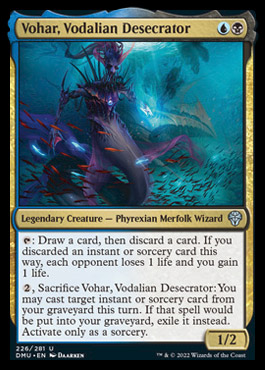 Vohar, Vodalian Desecrator
Legendary Creature — Phyrexian Merfolk Wizard
: Draw a card, then discard a card. If you
discarded an instant or sorcery card this
way, each opponent loses 1 life and you gain
1 life.
2, Sacrifice Vohar, Vodalian Desecrator: You
may cast target instant or sorcery card from
your graveyard this turn. If that spell would
be put into your graveyard, exile it instead.
Activate only as a sorcery.
1/2
226/281 U
DMU • EN DAARKEN
™ & © 2022 Wizards of the Coast